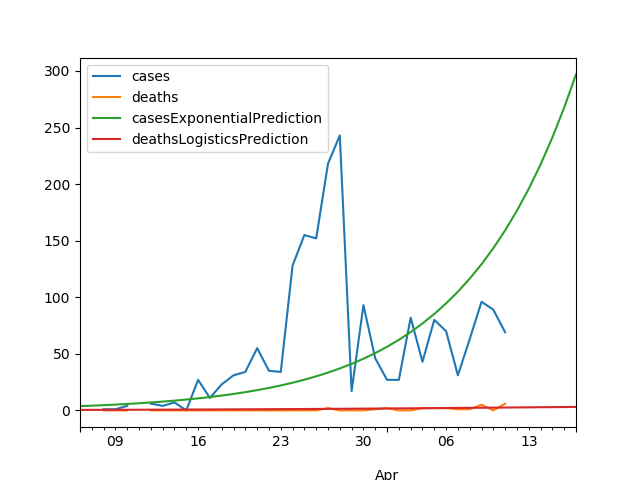 300
250
200
150
100
50
0
cases
deaths
casesExponentialPrediction
deathsLogisticsPrediction
09 16 23 30 06 13
Apr